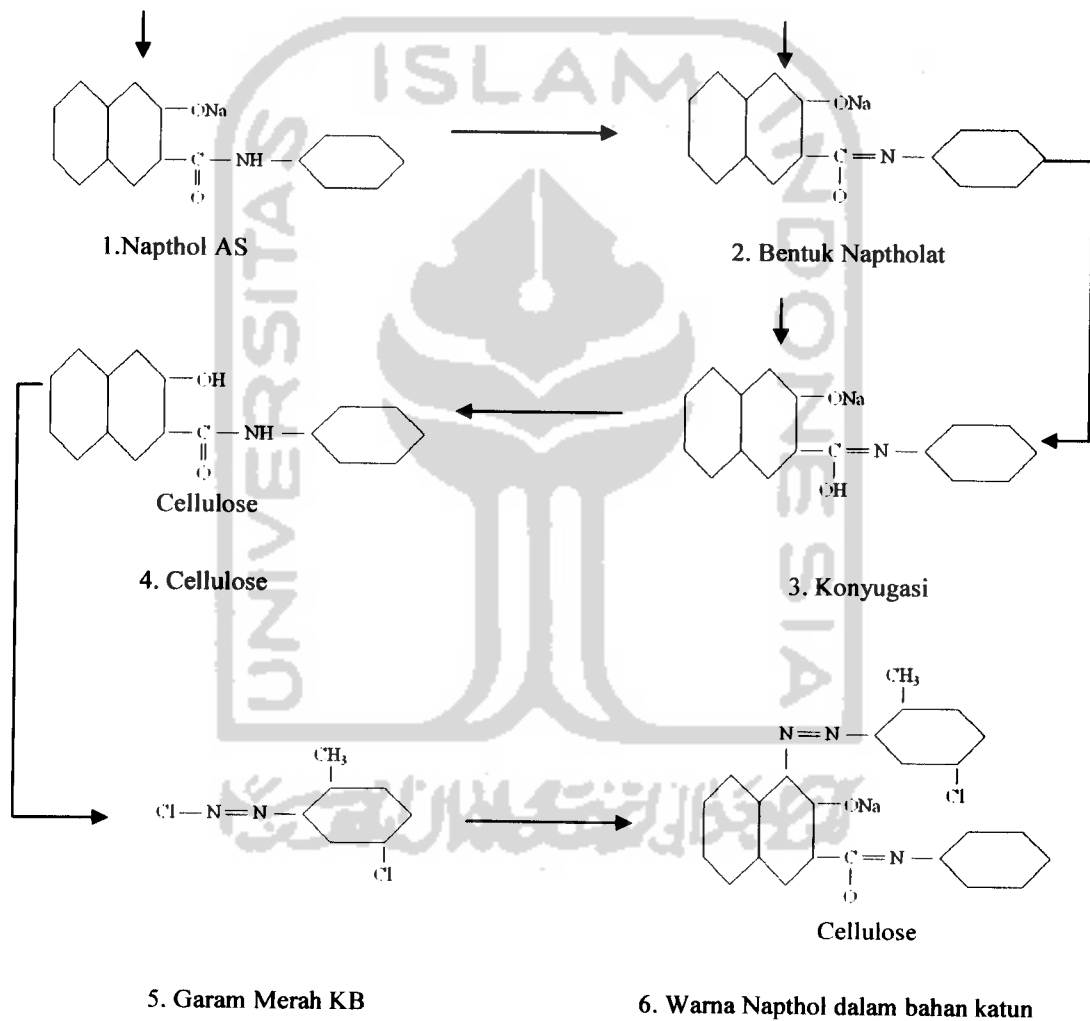 ISLAM
UNIVERSITAS
INDONESIA
ONa
C — NH
O
1.Napthol AS
ONa
C = N
O
2. Bentuk Naptholat
OH
C — NH
O
Cellulose
4. Cellulose
ONa
C = N
OH
3. Konyugasi
CH₃
Cl — N = N
Cl
5. Garam Merah KB
CH₃
N = N
Cl
ONa
C = N
O
Cellulose
6. Warna Napthol dalam bahan katun